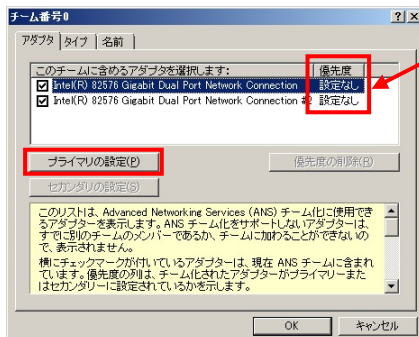 チーム番号0
アダプタ タイプ 名前
このチームに含めるアダプタを選択します: 優先度
Intel(R) 82576 Gigabit Dual Port Network Connection 設定なし
Intel(R) 82576 Gigabit Dual Port Network Connection #2 設定なし
プライマリの設定(P) 優先度の削除(R)
セカンダリの設定(S)
このリストは、Advanced Networking Services (ANS) チーム化に使用でき
るアダプターを表示します。ANS チーム化をサポートしないアダプターは、
すでに別のチームのメンバーであるか、チームに加わることができないの
で、表示されません。
横にチェックマークが付いているアダプターは、現在 ANS チームに含まれ
ています。優先度の列は、チーム化されたアダプターがプライマリーまた
はセカンダリーに設定されているかを示します。
OK キャンセル